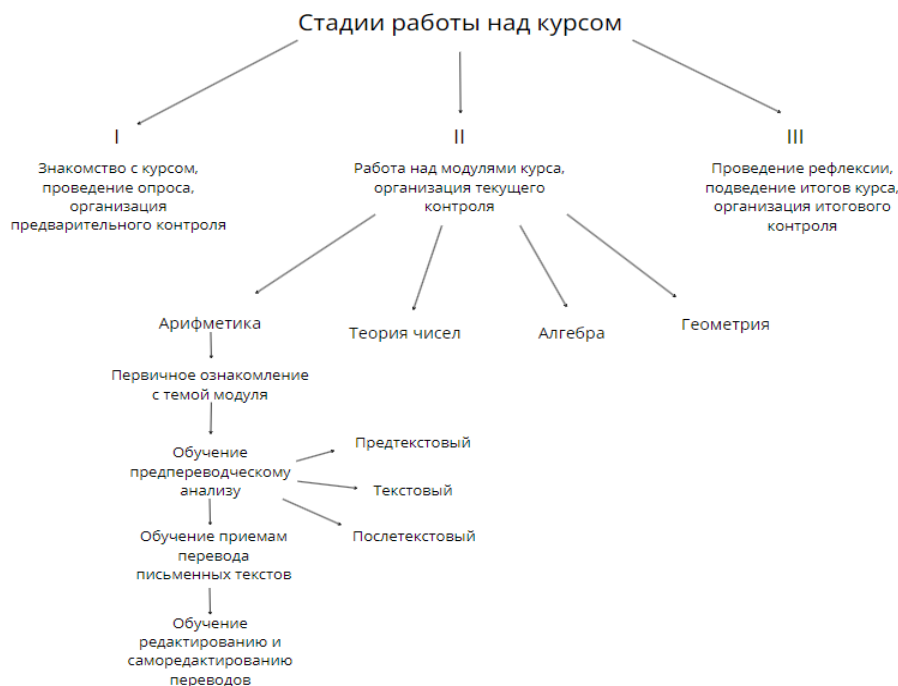 Стадии работы над курсом
I
Знакомство с курсом,
проведение опроса,
организация
предварительного контроля
II
Работа над модулями курса,
организация текущего
контроля
III
Проведение рефлексии,
подведение итогов курса,
организация итогового
контроля
Арифметика
Теория чисел
Алгебра
Геометрия
Первичное ознакомление
с темой модуля
Обучение
предпереводческому
анализу
Предтекстовый
Текстовый
Послетекстовый
Обучение приемам
перевода
письменных текстов
Обучение
редактированию и
саморедактированию
переводов